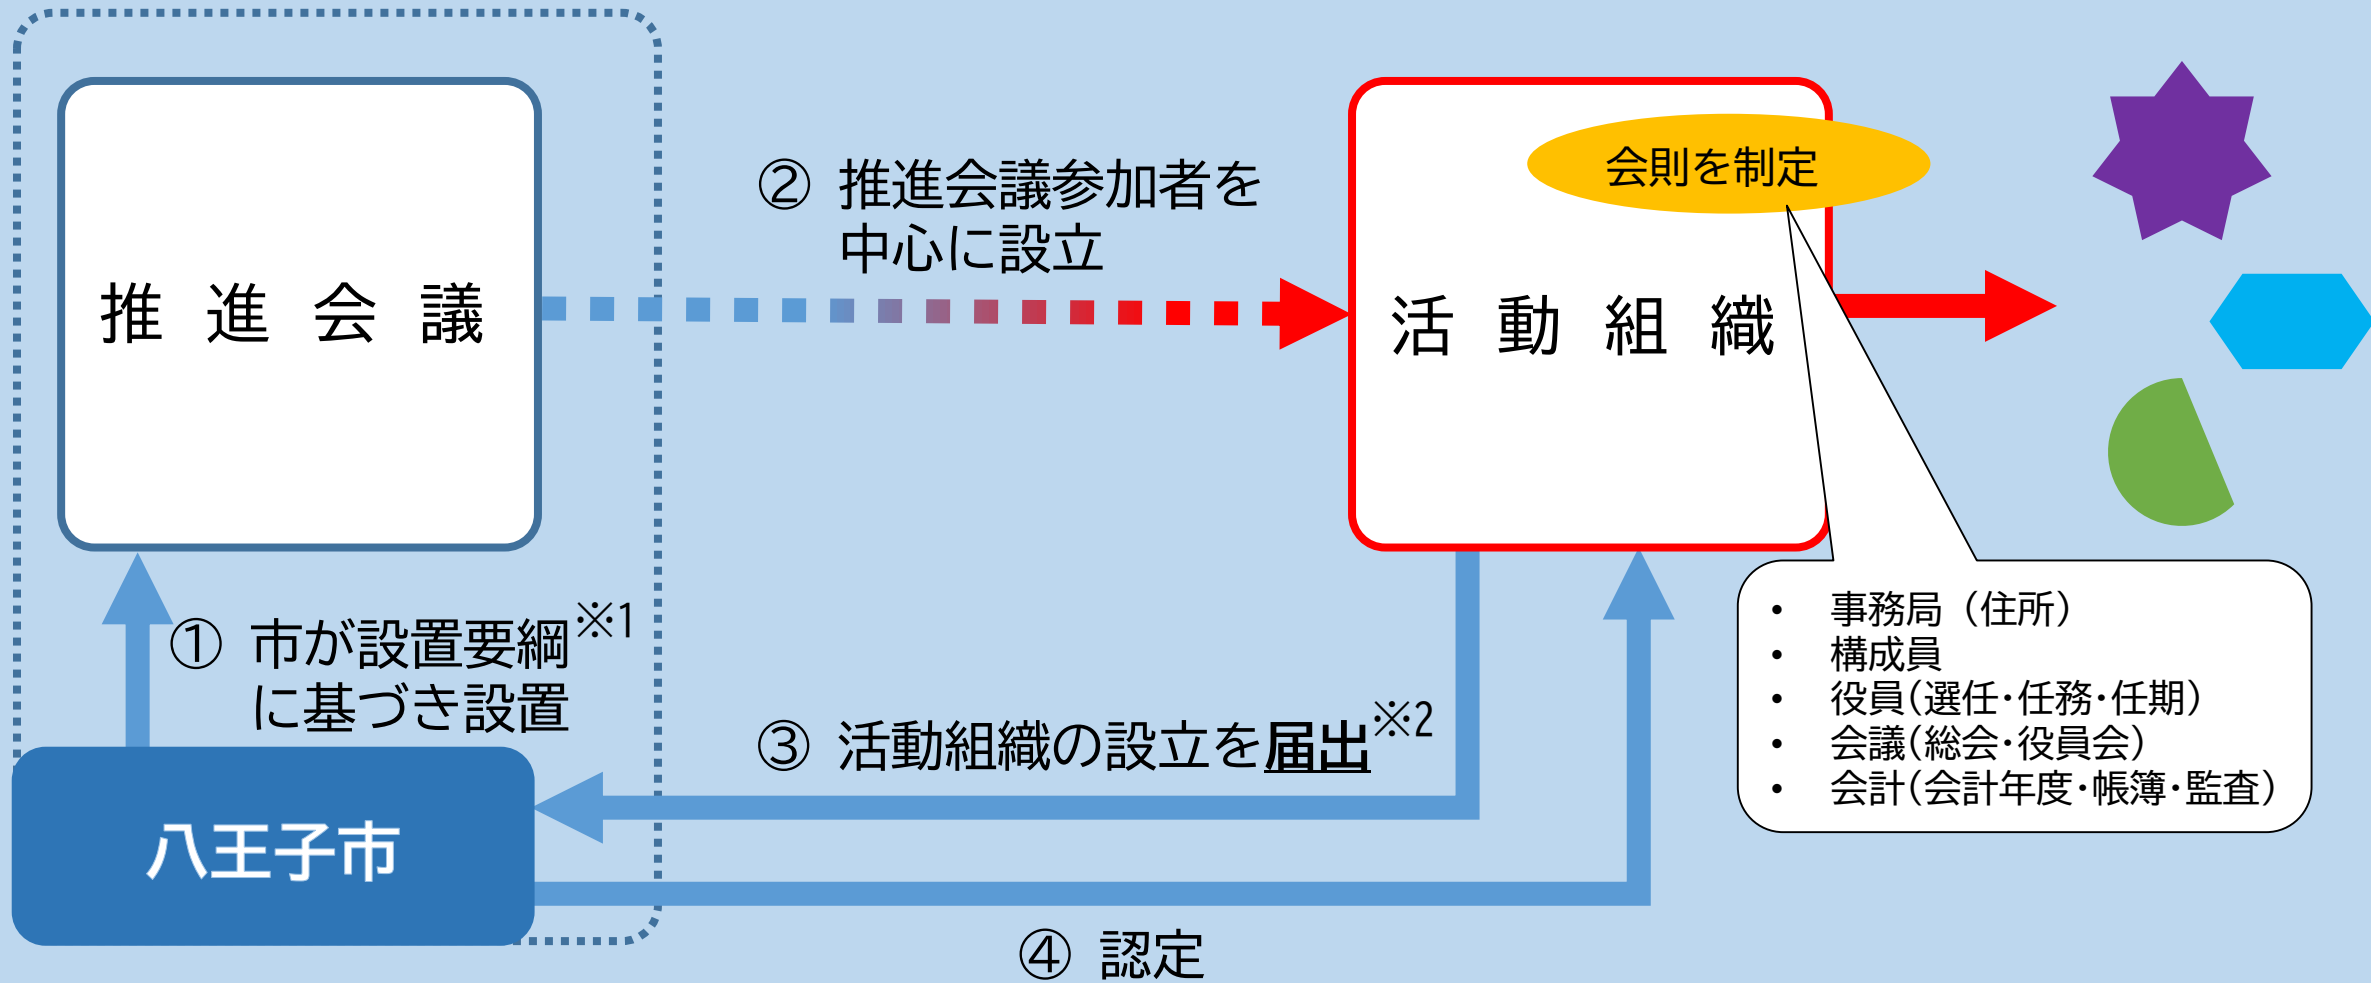 推進会議
① 市が設置要綱※1
に基づき設置
八王子市
② 推進会議参加者を
中心に設立
会則を制定
活動組織
③ 活動組織の設立を届出※2
④ 認定
• 事務局（住所）
• 構成員
• 役員（選任・任務・任期）
• 会議（総会・役員会）
• 会計（会計年度・帳簿・監査）